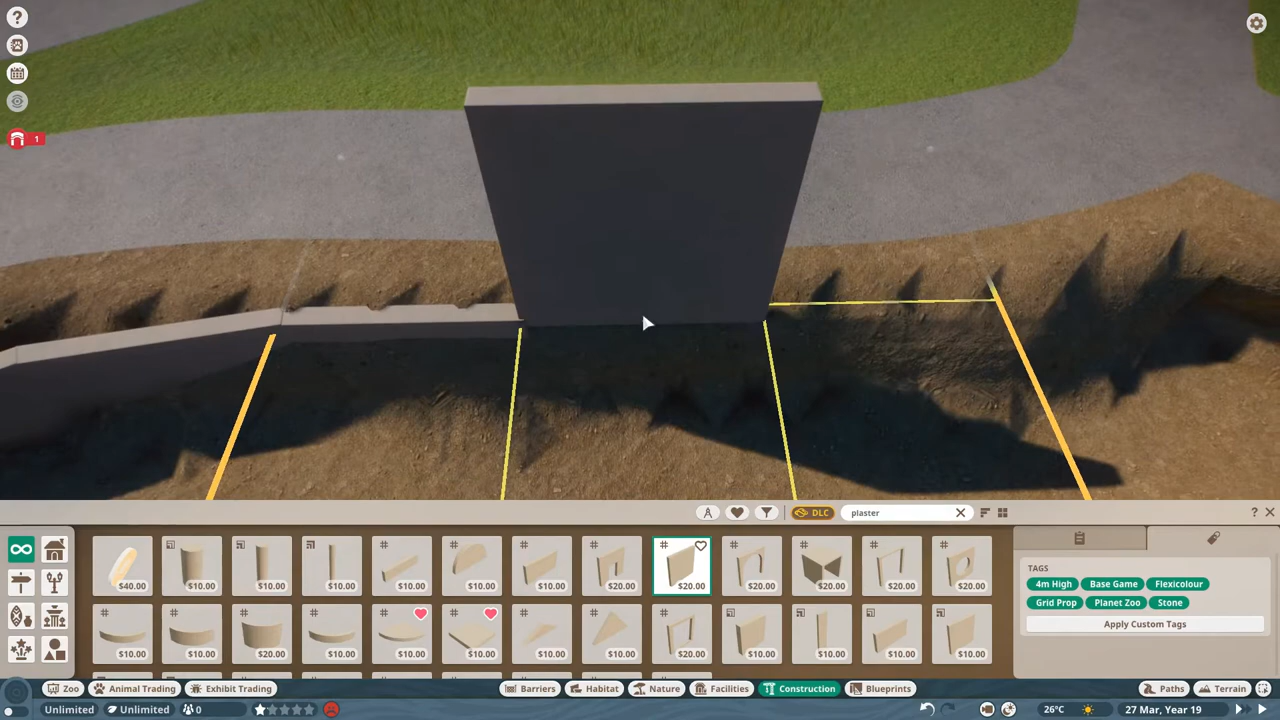 ?
1
DLC
plaster
?
$40.00
$10.00
$10.00
$10.00
$10.00
$10.00
$10.00
$20.00
$20.00
$20.00
$20.00
$20.00
$20.00
$10.00
$10.00
$20.00
$10.00
$10.00
$10.00
$10.00
$10.00
$20.00
$10.00
$10.00
$10.00
$10.00
TAGS
4m High
Base Game
Flexicolour
Grid Prop
Planet Zoo
Stone
Apply Custom Tags
Zoo
Animal Trading
Exhibit Trading
Barriers
Habitat
Nature
Facilities
Construction
Blueprints
Paths
Terrain
Unlimited
Unlimited
0
26°C
27 Mar, Year 19